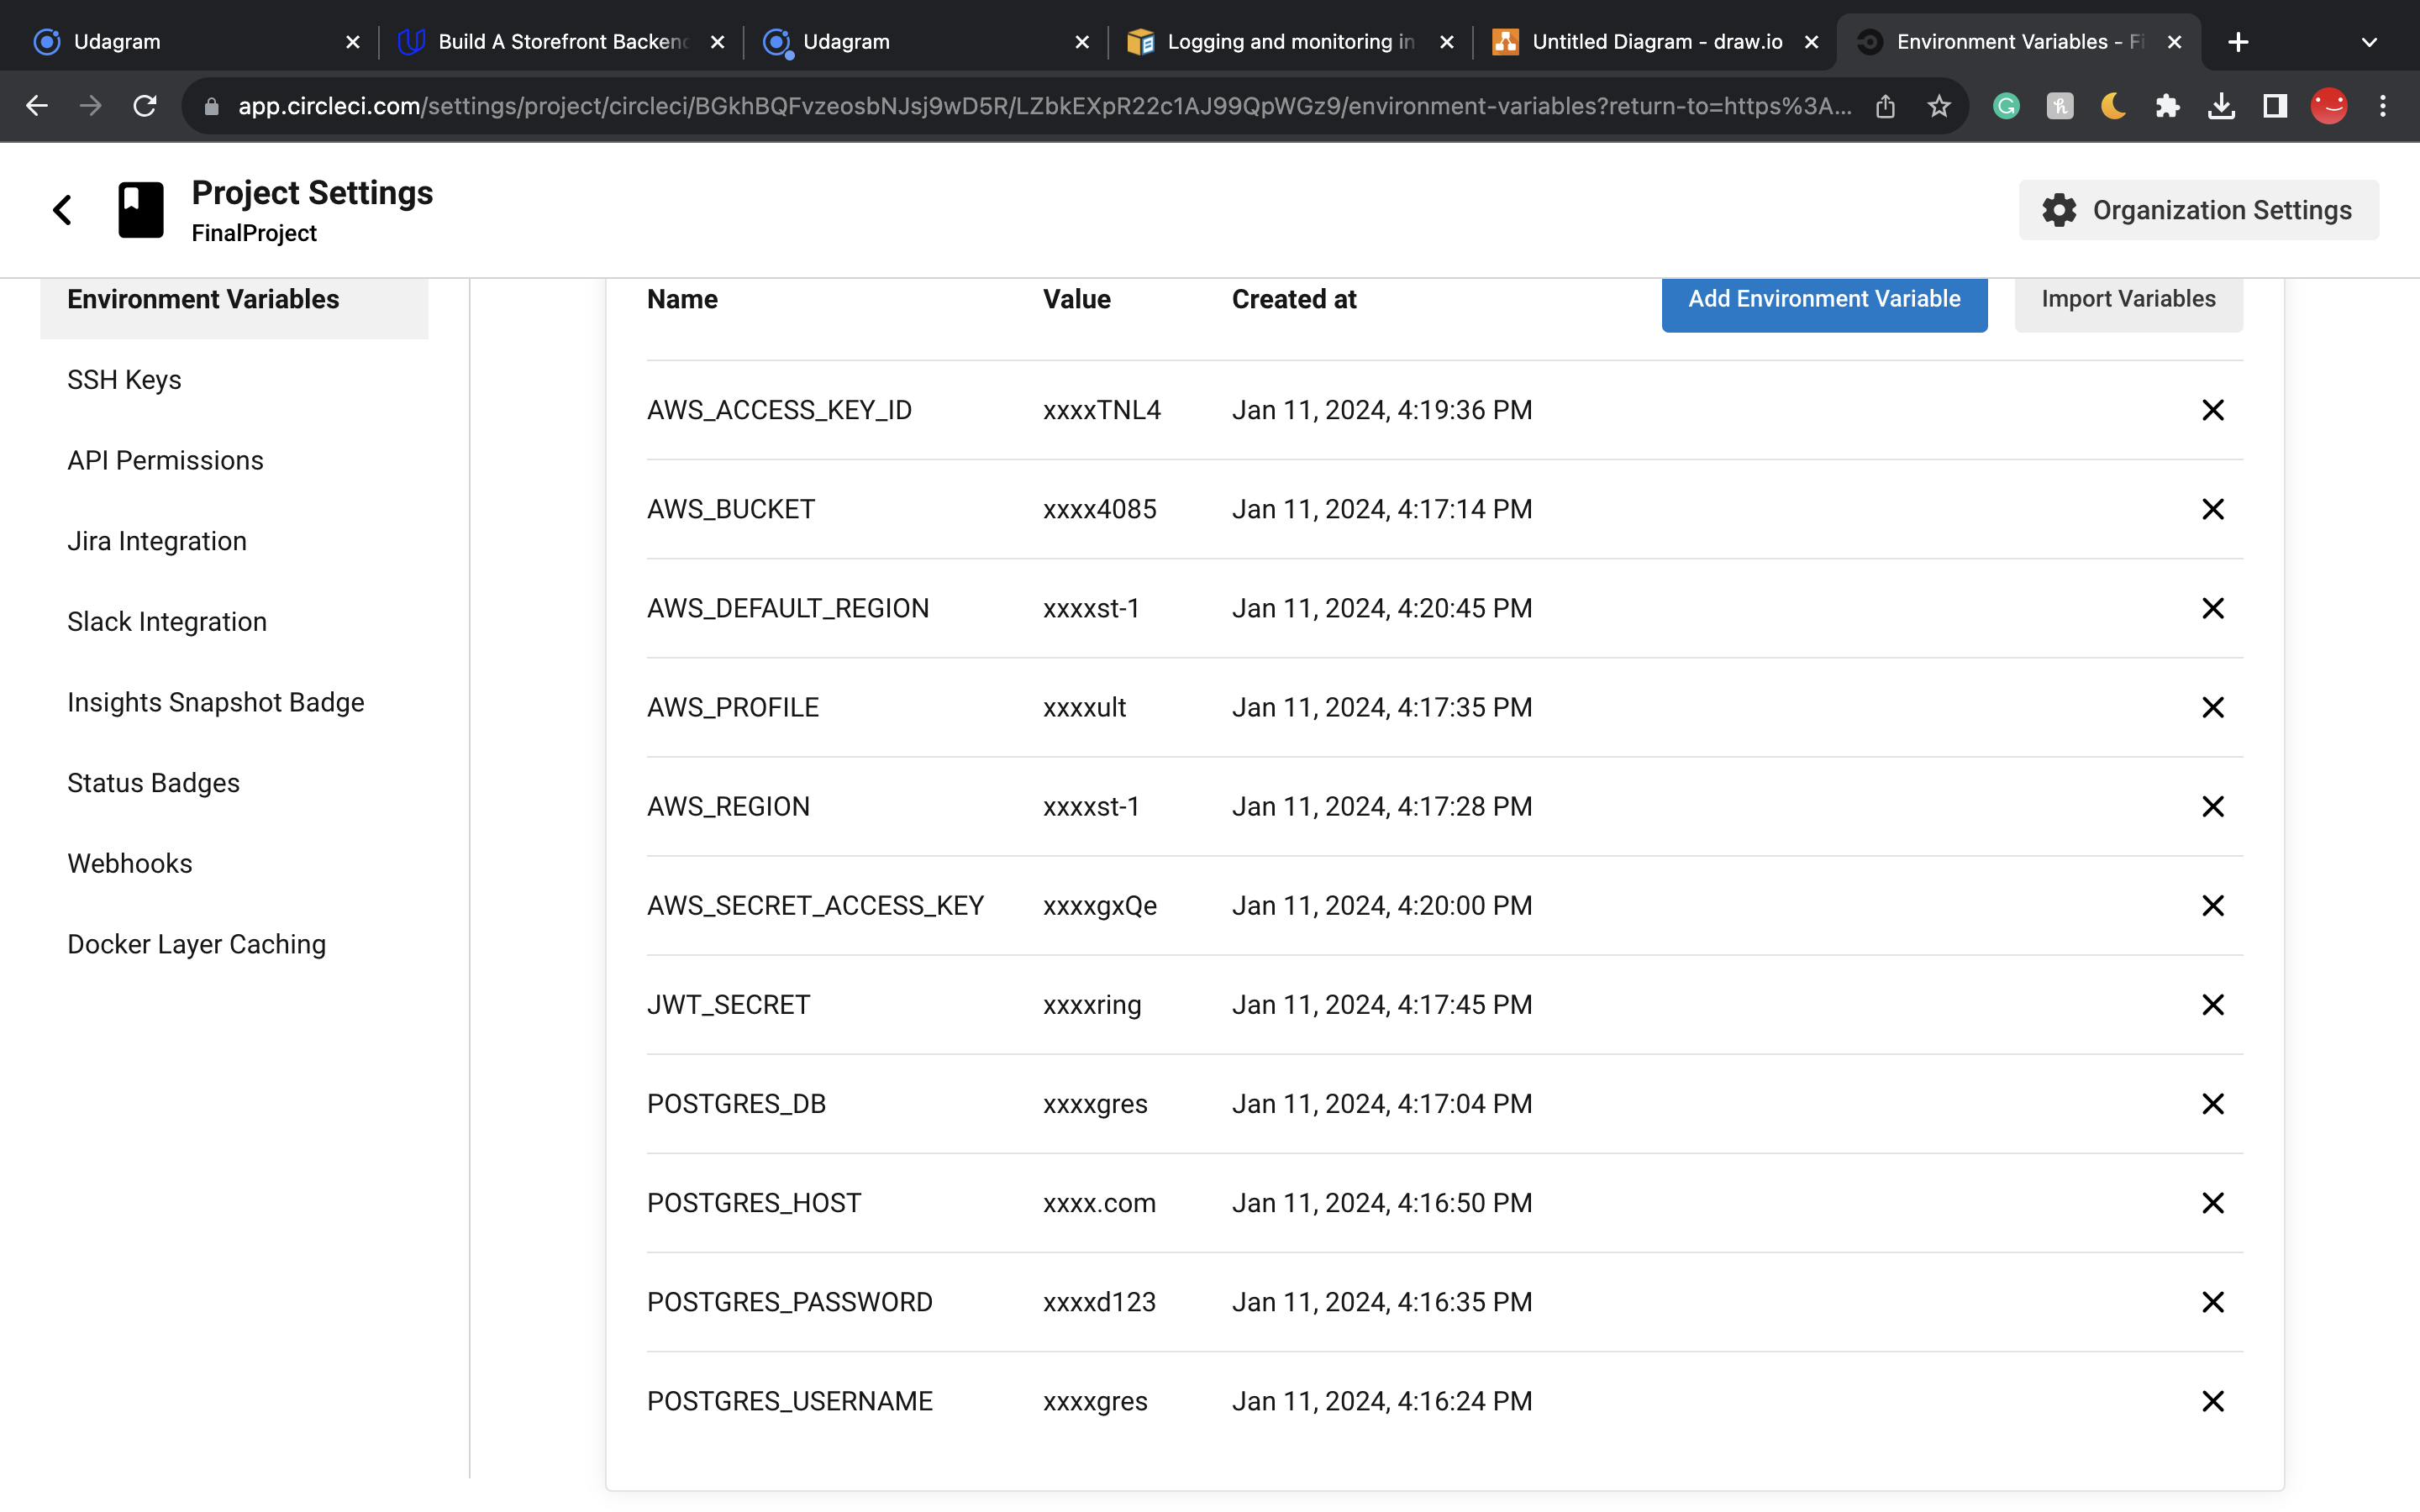 Udagram
Build A Storefront Backend
Udagram
Logging and monitoring in
Untitled Diagram - draw.io
Environment Variables - Fi
app.circleci.com/settings/project/circleci/BGkhBQFvzeosbNJsj9wD5R/LZbkEXpR22c1AJ99QpWGz9/environment-variables?return-to=https%3A...
Project Settings
FinalProject
Organization Settings
Environment Variables
SSH Keys
API Permissions
Jira Integration
Slack Integration
Insights Snapshot Badge
Status Badges
Webhooks
Docker Layer Caching
Name Value Created at Add Environment Variable Import Variables
AWS_ACCESS_KEY_ID xxxxTNL4 Jan 11, 2024, 4:19:36 PM
AWS_BUCKET xxxx4085 Jan 11, 2024, 4:17:14 PM
AWS_DEFAULT_REGION xxxxst-1 Jan 11, 2024, 4:20:45 PM
AWS_PROFILE xxxxult Jan 11, 2024, 4:17:35 PM
AWS_REGION xxxxst-1 Jan 11, 2024, 4:17:28 PM
AWS_SECRET_ACCESS_KEY xxxxgxQe Jan 11, 2024, 4:20:00 PM
JWT_SECRET xxxxring Jan 11, 2024, 4:17:45 PM
POSTGRES_DB xxxxgres Jan 11, 2024, 4:17:04 PM
POSTGRES_HOST xxxx.com Jan 11, 2024, 4:16:50 PM
POSTGRES_PASSWORD xxxxd123 Jan 11, 2024, 4:16:35 PM
POSTGRES_USERNAME xxxxgres Jan 11, 2024, 4:16:24 PM